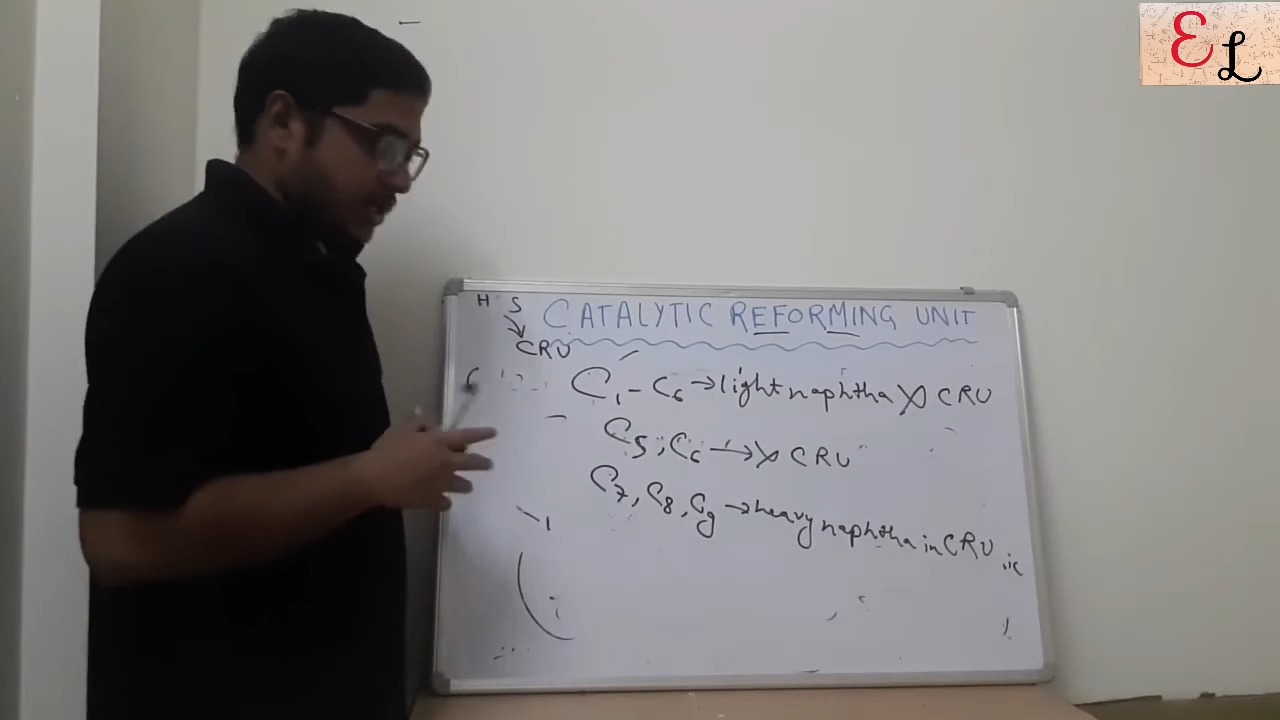 EL
H S
CATALYTIC REFORMING UNIT
CRU
C1 - C6 → light naphtha X CRU
C5, C6 → X CRU
C7, C8, C9 → heavy naphtha in CRU